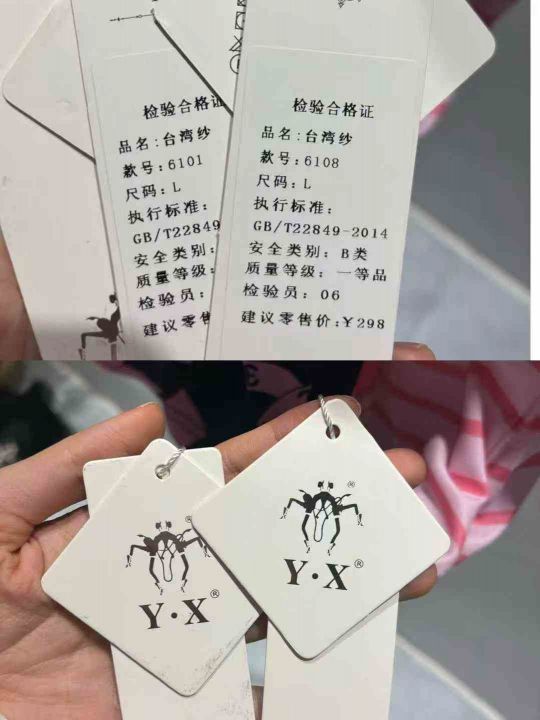 检验合格证
品名:台湾纱
款号:6101
尺码:L
执行标准:
GB/T22849
安全类别:
质量等级:
检验员:
建议零售
检验合格证
品名:台湾纱
款号:6108
尺码:L
执行标准:
GB/T22849-2014
安全类别: B类
质量等级: 一等品
检验员: 06
建议零售价:¥298
®
Y·X®
®
Y·X®